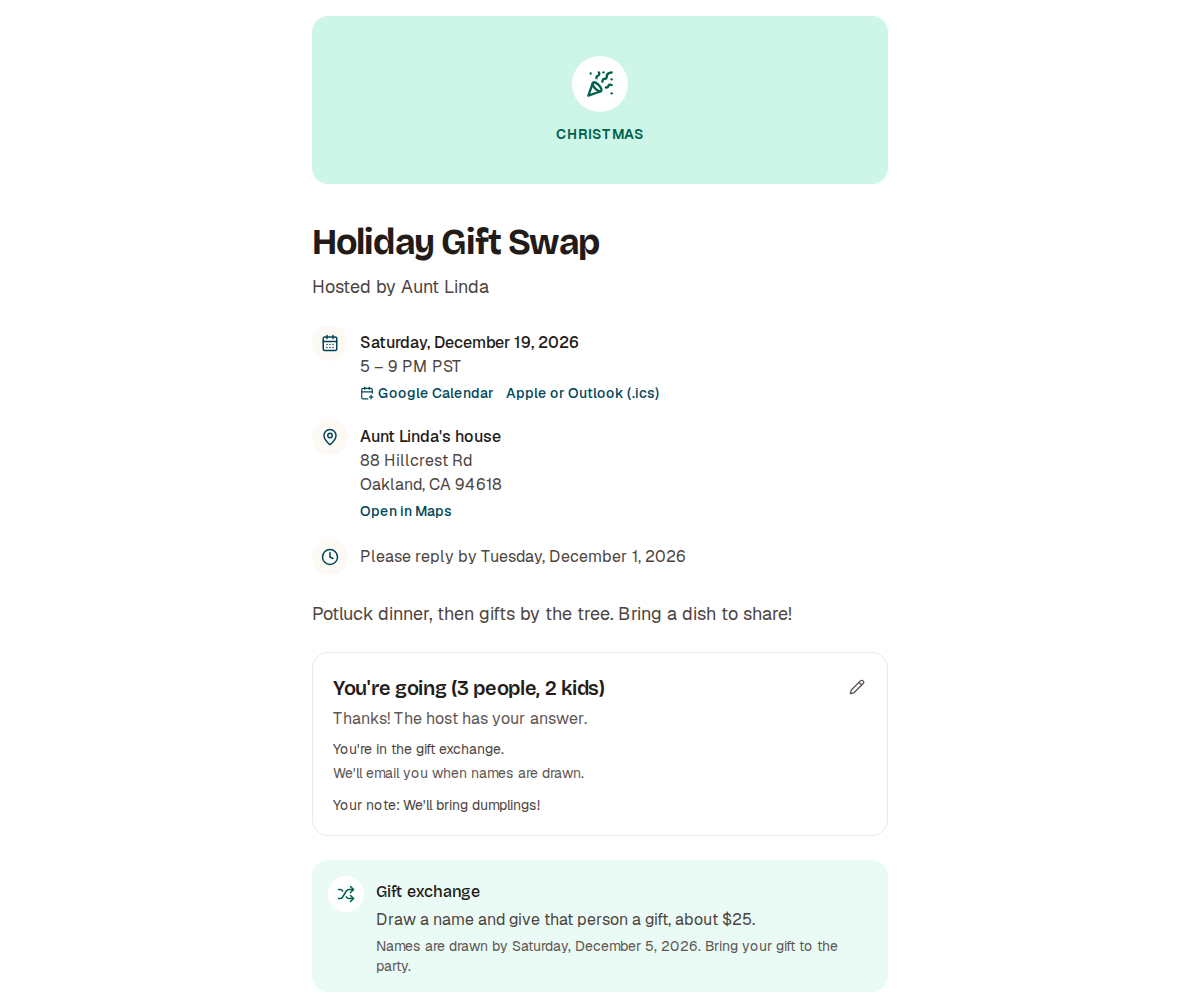 CHRISTMAS
Holiday Gift Swap
Hosted by Aunt Linda
Saturday, December 19, 2026
5 – 9 PM PST
Google Calendar Apple or Outlook (.ics)
Aunt Linda's house
88 Hillcrest Rd
Oakland, CA 94618
Open in Maps
Please reply by Tuesday, December 1, 2026
Potluck dinner, then gifts by the tree. Bring a dish to share!
You're going (3 people, 2 kids)
Thanks! The host has your answer.
You're in the gift exchange.
We'll email you when names are drawn.
Your note: We'll bring dumplings!
Gift exchange
Draw a name and give that person a gift, about $25.
Names are drawn by Saturday, December 5, 2026. Bring your gift to the
party.